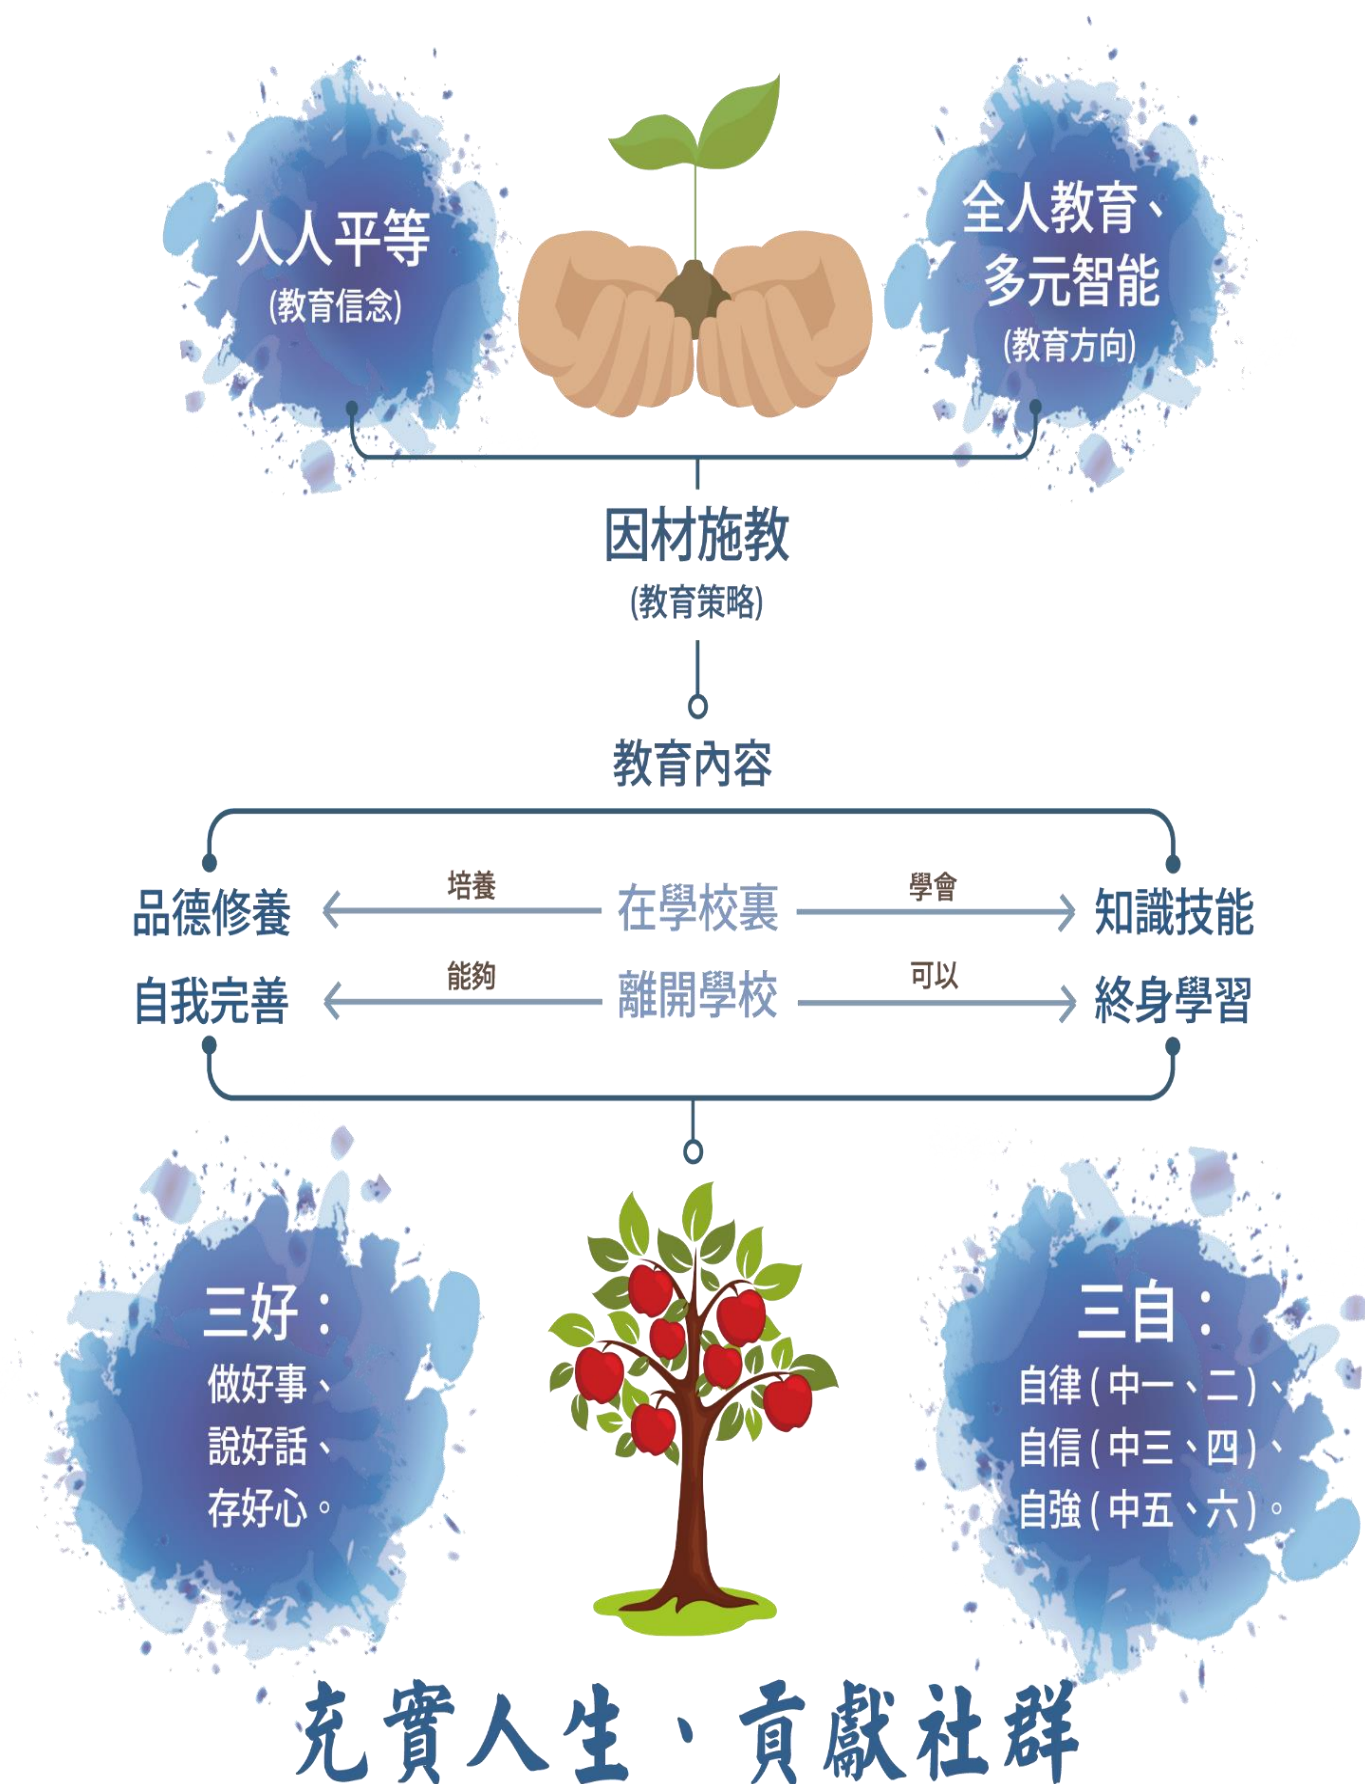 人人平等
(教育信念)
全人教育、
多元智能
(教育方向)
因材施教
(教育策略)
教育內容
品德修養
培養
在學校裏
學會
知識技能
自我完善
能夠
離開學校
可以
終身學習
三好：
做好事、
說好話、
存好心。
三自：
自律(中一、二)、
自信(中三、四)、
自強(中五、六)。
充實人生、貢獻社群